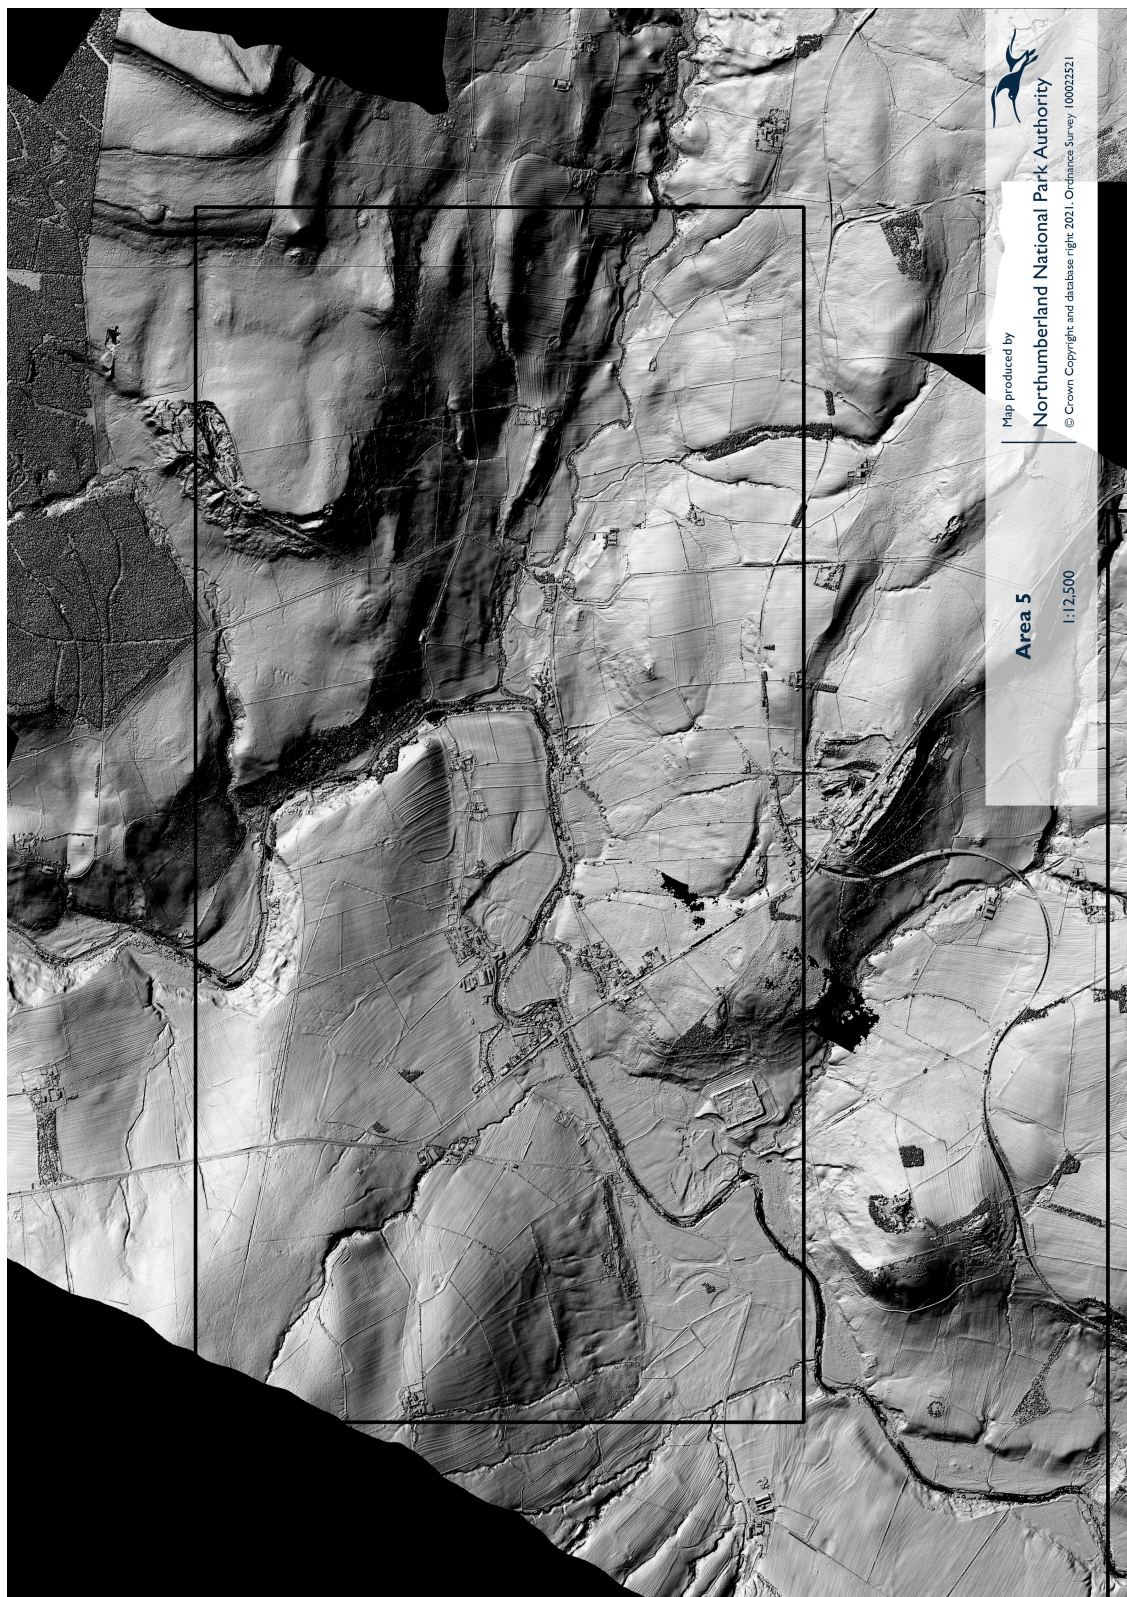 Area 5
1:12,500
Map produced by
Northumberland National Park Authority
© Crown Copyright and database right 2021. Ordnance Survey 100022521